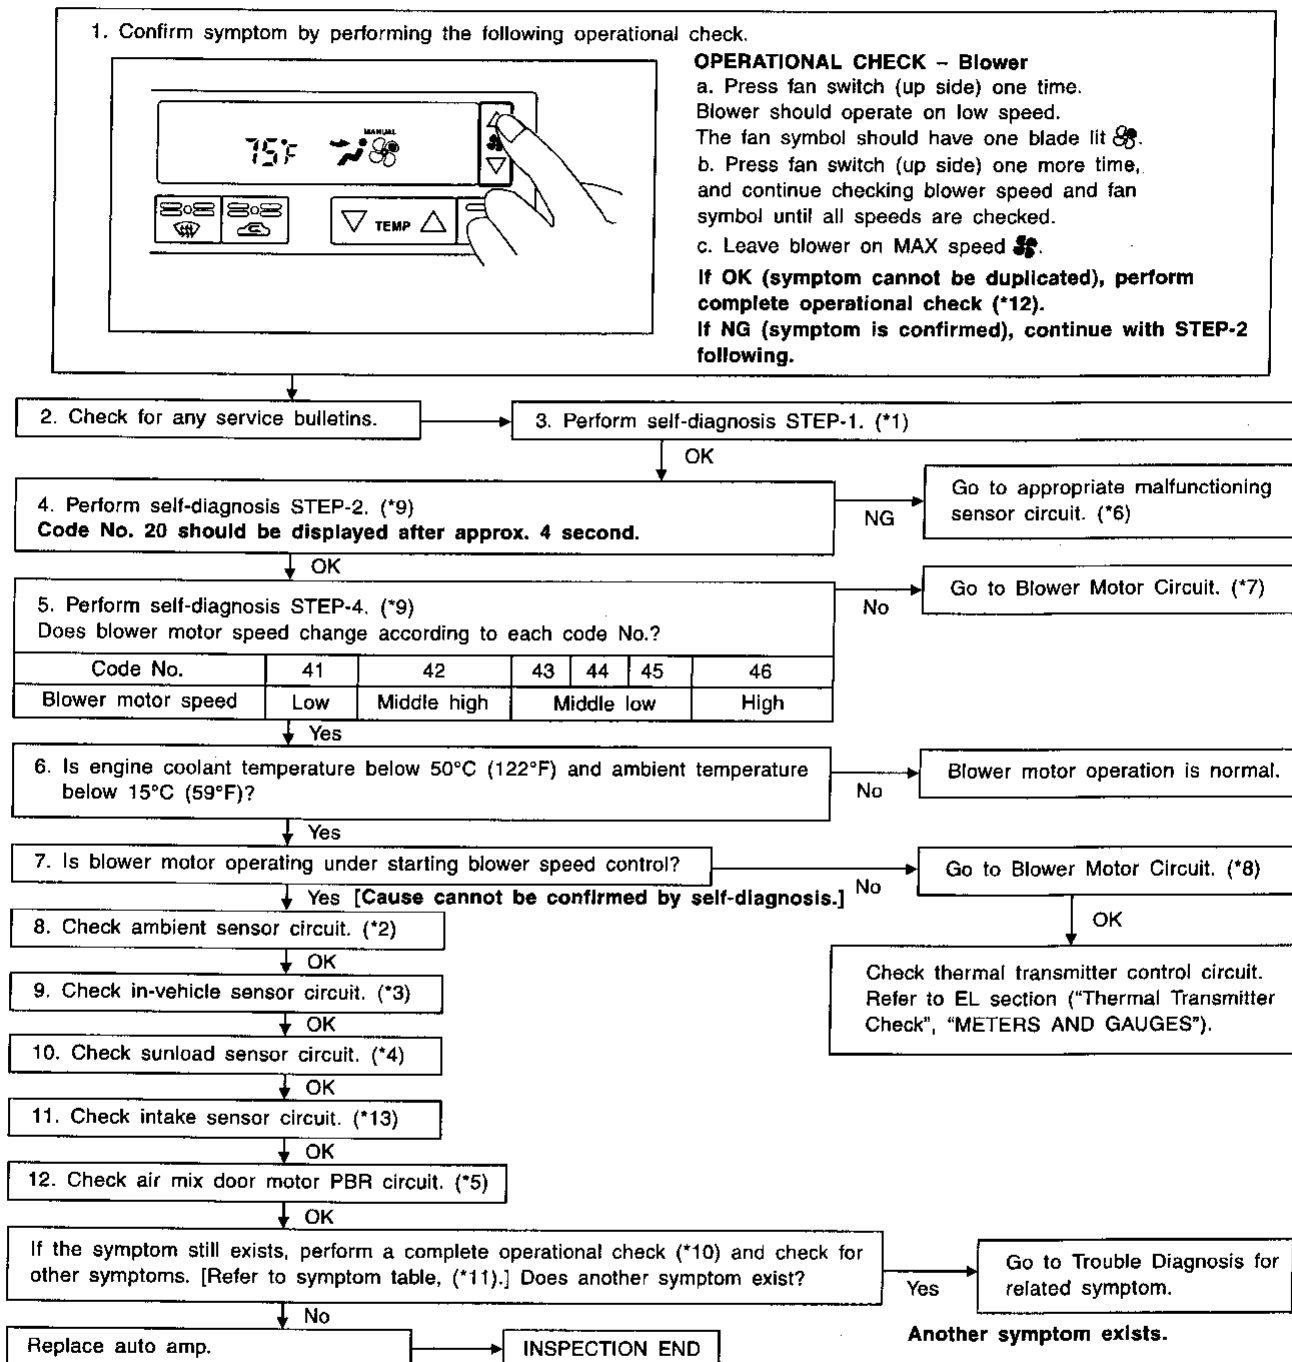 1. Confirm symptom by performing the following operational check.
75°F
MANUAL
TEMP
OPERATIONAL CHECK – Blower
a. Press fan switch (up side) one time.
Blower should operate on low speed.
The fan symbol should have one blade lit.
b. Press fan switch (up side) one more time,
and continue checking blower speed and fan
symbol until all speeds are checked.
c. Leave blower on MAX speed.
If OK (symptom cannot be duplicated), perform
complete operational check (*12).
If NG (symptom is confirmed), continue with STEP-2
following.
2. Check for any service bulletins.
3. Perform self-diagnosis STEP-1. (*1)
OK
4. Perform self-diagnosis STEP-2. (*9)
Code No. 20 should be displayed after approx. 4 second.
NG
Go to appropriate malfunctioning
sensor circuit. (*6)
OK
5. Perform self-diagnosis STEP-4. (*9)
Does blower motor speed change according to each code No.?
No
Go to Blower Motor Circuit. (*7)
Code No. 41 42 43 44 45 46
Blower motor speed Low Middle high Middle low High
Yes
6. Is engine coolant temperature below 50°C (122°F) and ambient temperature
below 15°C (59°F)?
No
Blower motor operation is normal.
Yes
7. Is blower motor operating under starting blower speed control?
No
Go to Blower Motor Circuit. (*8)
Yes [Cause cannot be confirmed by self-diagnosis.]
OK
Check thermal transmitter control circuit.
Refer to EL section ("Thermal Transmitter
Check", "METERS AND GAUGES").
8. Check ambient sensor circuit. (*2)
OK
9. Check in-vehicle sensor circuit. (*3)
OK
10. Check sunload sensor circuit. (*4)
OK
11. Check intake sensor circuit. (*13)
OK
12. Check air mix door motor PBR circuit. (*5)
OK
If the symptom still exists, perform a complete operational check (*10) and check for
other symptoms. [Refer to symptom table, (*11).] Does another symptom exist?
Yes
Go to Trouble Diagnosis for
related symptom.
Another symptom exists.
No
Replace auto amp.
INSPECTION END